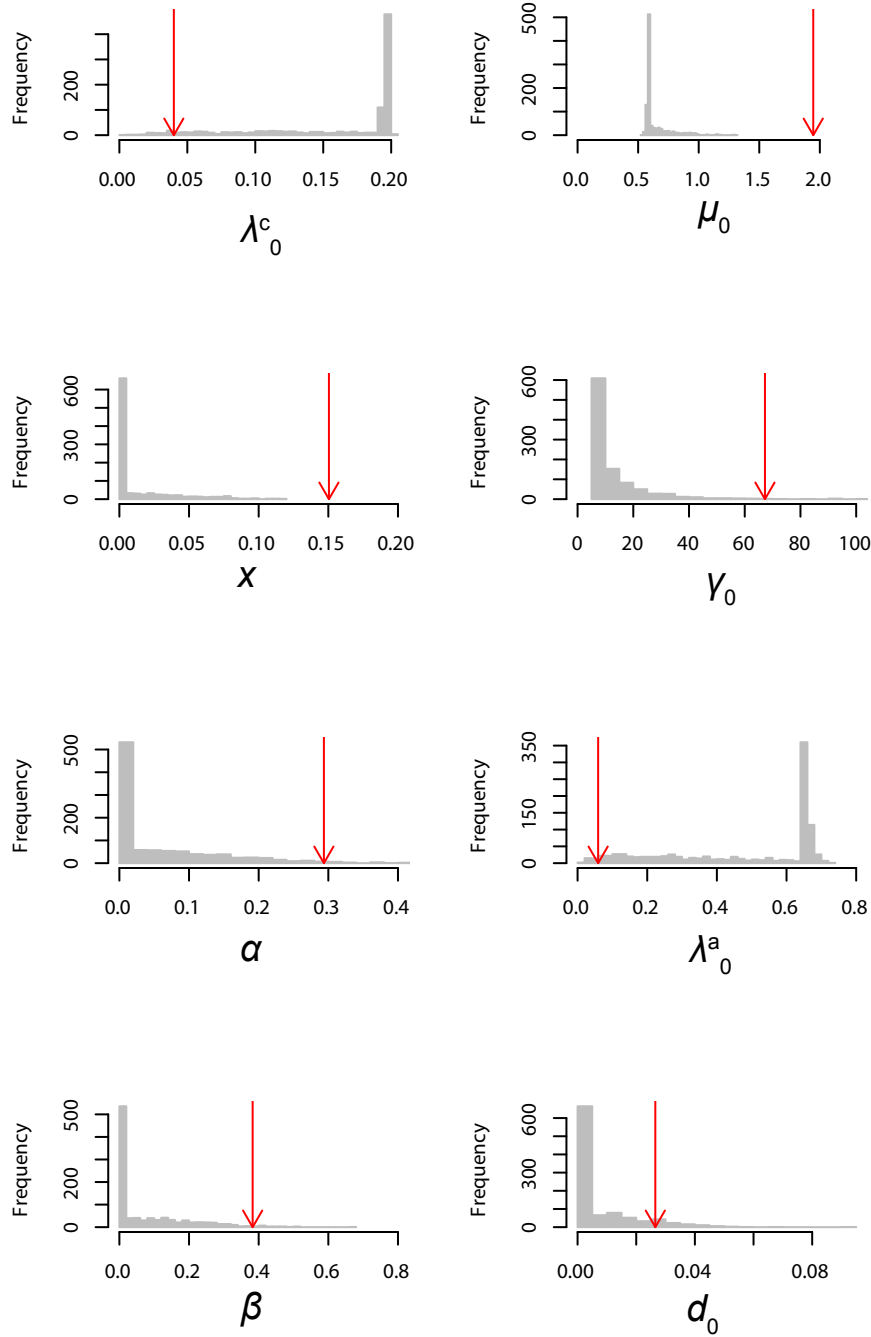 Frequency
0 200
0.00 0.05 0.10 0.15 0.20
λᶜ₀
Frequency
0 300 500
0.0 0.5 1.0 1.5 2.0
μ₀
Frequency
0 300 600
0.00 0.05 0.10 0.15 0.20
x
Frequency
0 300 600
0 20 40 60 80 100
γ₀
Frequency
0 200 500
0.0 0.1 0.2 0.3 0.4
α
Frequency
0 150 350
0.0 0.2 0.4 0.6 0.8
λᵃ₀
Frequency
0 200 500
0.0 0.2 0.4 0.6 0.8
β
Frequency
0 300 600
0.00 0.04 0.08
d₀